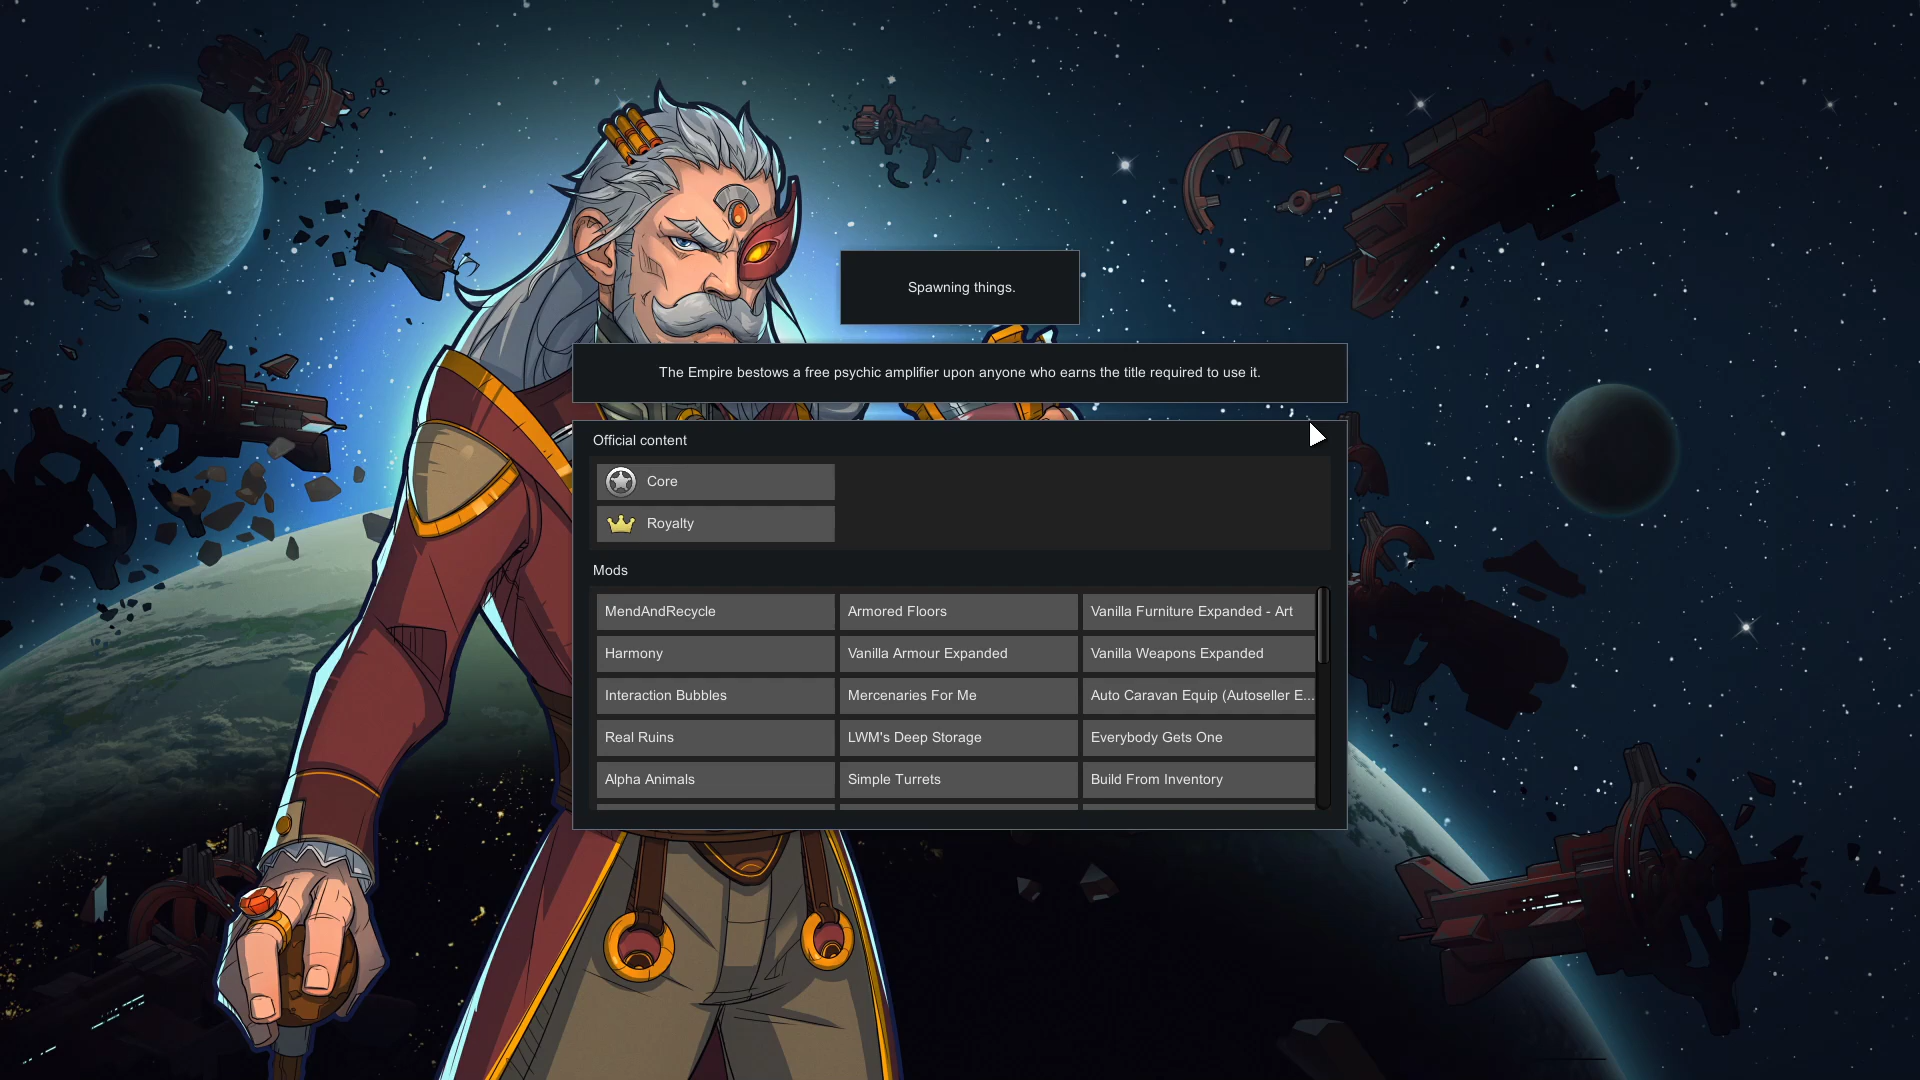 Spawning things.
The Empire bestows a free psychic amplifier upon anyone who earns the title required to use it.
Official content
Core
Royalty
Mods
MendAndRecycle
Armored Floors
Vanilla Furniture Expanded - Art
Harmony
Vanilla Armour Expanded
Vanilla Weapons Expanded
Interaction Bubbles
Mercenaries For Me
Auto Caravan Equip (Autoseller E...
Real Ruins
LWM's Deep Storage
Everybody Gets One
Alpha Animals
Simple Turrets
Build From Inventory